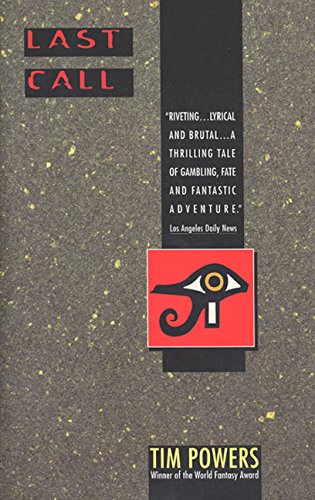 LAST
CALL
"RIVETING...LYRICAL
AND BRUTAL...A
THRILLING TALE
OF GAMBLING, FATE
AND FANTASTIC
ADVENTURE."
Los Angeles Daily News
TIM POWERS
Winner of the World Fantasy Award